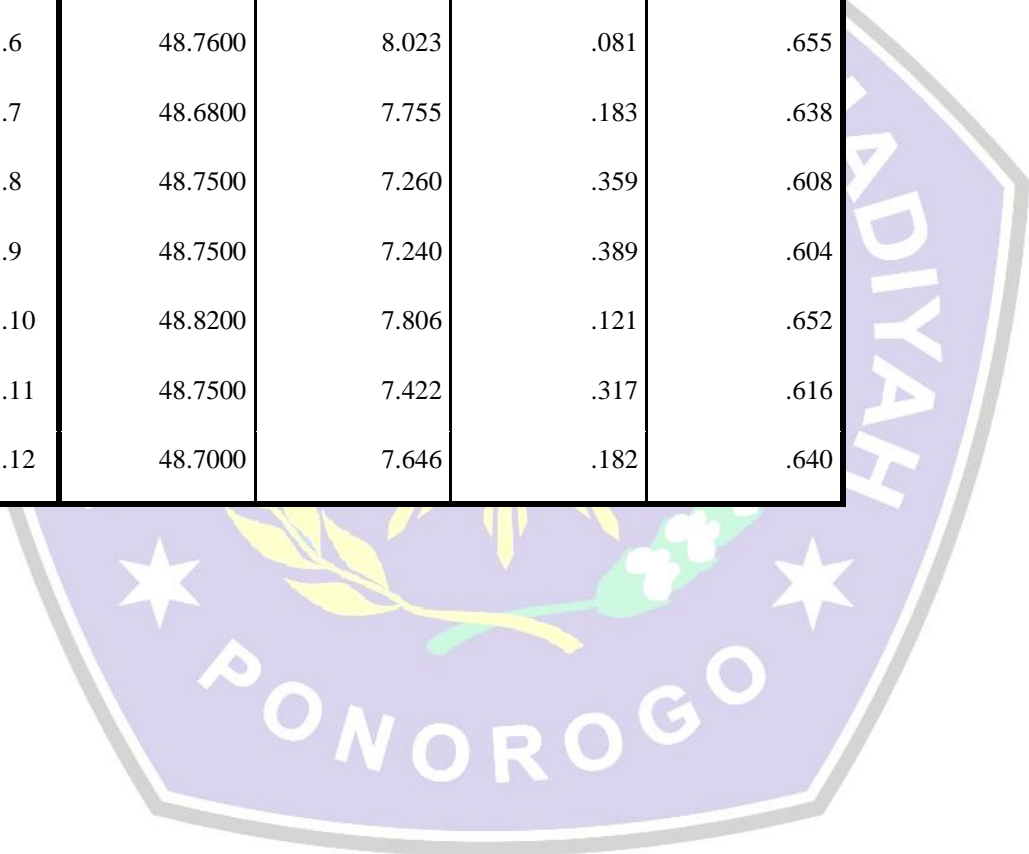 .6 48.7600 8.023 .081 .655
.7 48.6800 7.755 .183 .638
.8 48.7500 7.260 .359 .608
.9 48.7500 7.240 .389 .604
.10 48.8200 7.806 .121 .652
.11 48.7500 7.422 .317 .616
.12 48.7000 7.646 .182 .640
ADIYAH
PONOROGO